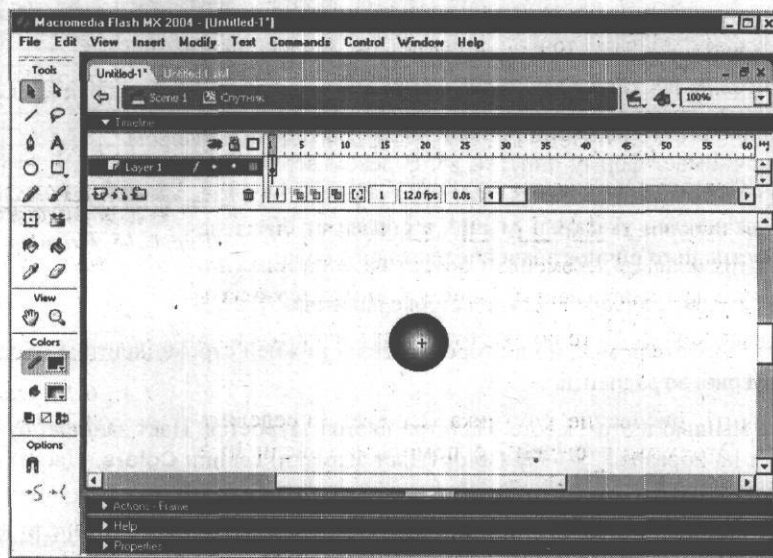 Macromedia Flash MX 2004 - [Untitled-1*]
File Edit View Insert Modify Text Commands Control Window Help
Tools
Untitled-1*
Scene 1 Спутник
100%
Timeline
1 5 10 15 20 25 30 35 40 45 50 55 60
Layer 1
1 12.0 fps 0.0s
View
Colors
Options
Actions - Frame
Help
Properties